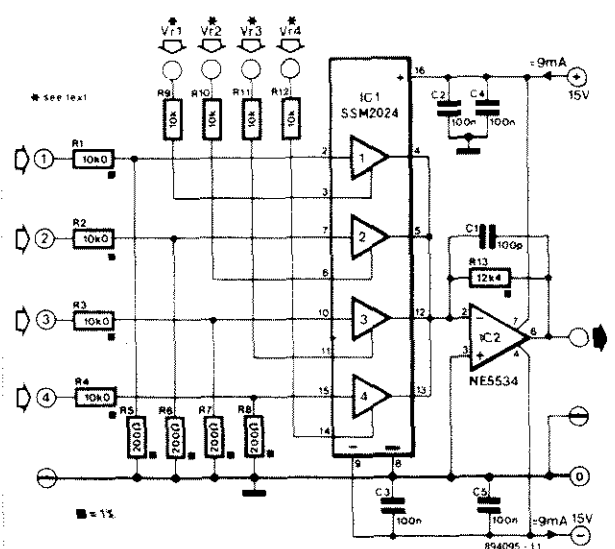 * * * *
Vr1 Vr2 Vr3 Vr4
* see text
R9 R10 R11 R12
10k 10k 10k 10k
IC1
SSM2024
+ 16
C2 C4
100n 100n
=9mA +
15V
1 R1 10k0 2 1 4
3
2 R2 10k0 7 2 5
6
C1
100p
R13
12k4
3 R3 10k0 10 3 12
11
2 - 7 6
IC2
3 + 4
NE5534
4 R4 10k0 15 4 13
14
R5 R6 R7 R8
200Ω 200Ω 200Ω 200Ω
- 9 8
0
■ = 1%
C3 C5
100n 100n
=9mA 15V
-
894095 - 11